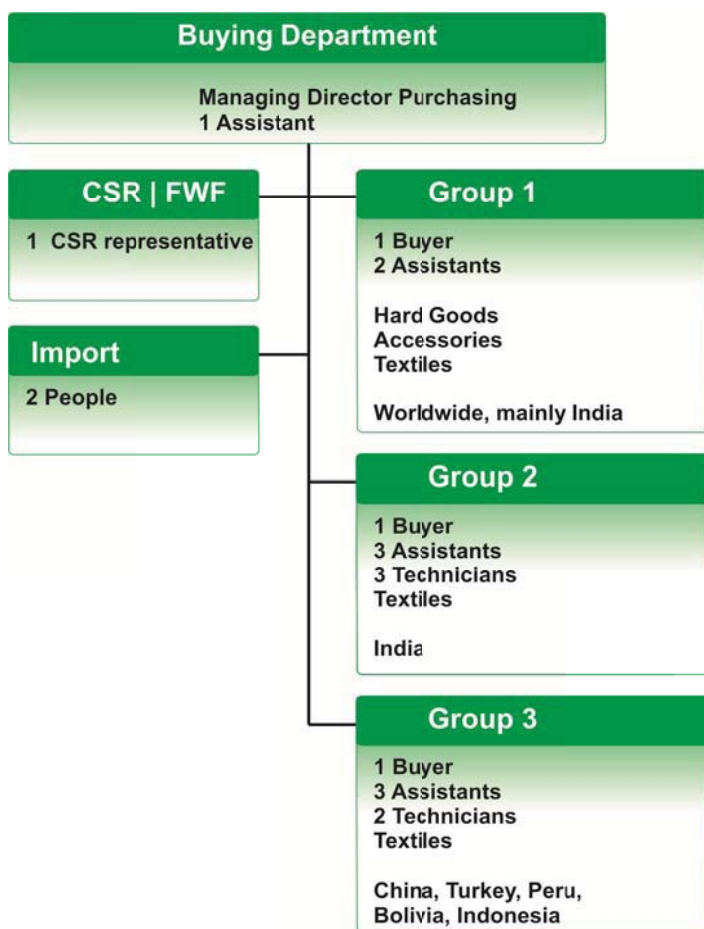 Buying Department
Managing Director Purchasing
1 Assistant
CSR | FWF
1 CSR representative
Import
2 People
Group 1
1 Buyer
2 Assistants
Hard Goods
Accessories
Textiles
Worldwide, mainly India
Group 2
1 Buyer
3 Assistants
3 Technicians
Textiles
India
Group 3
1 Buyer
3 Assistants
2 Technicians
Textiles
China, Turkey, Peru,
Bolivia, Indonesia